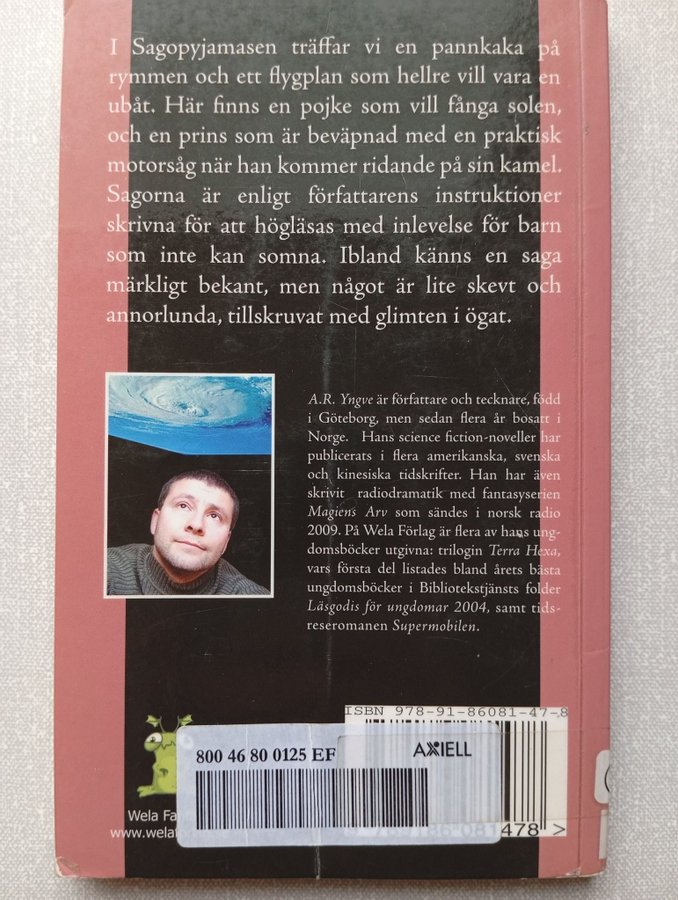 I Sagopyjamasen träffar vi en pannkaka på
rymmen och ett flygplan som hellre vill vara en
ubåt. Här finns en pojke som vill fånga solen,
och en prins som är beväpnad med en praktisk
motorsåg när han kommer ridande på sin kamel.
Sagorna är enligt författarens instruktioner
skrivna för att högläsas med inlevelse för barn
som inte kan somna. Ibland känns en saga
märkligt bekant, men något är lite skevt och
annorlunda, tillskruvat med glimten i ögat.
A.R. Yngve är författare och tecknare, född
i Göteborg, men sedan flera år bosatt i
Norge. Hans science fiction-noveller har
publicerats i flera amerikanska, svenska
och kinesiska tidskrifter. Han har även
skrivit radiodramatik med fantasyserien
Magiens Arv som sändes i norsk radio
2009. På Wela Förlag är flera av hans ung-
domsböcker utgivna: trilogin Terra Hexa,
vars första del listades bland årets bästa
ungdomsböcker i Bibliotekstjänsts folder
Läsgodis för ungdomar 2004, samt tids-
reseromanen Supermobilen.
ISBN 978-91-86081-47-8
800 46 80 0125 EF
AXIELL
Wela
www.wela
478 >